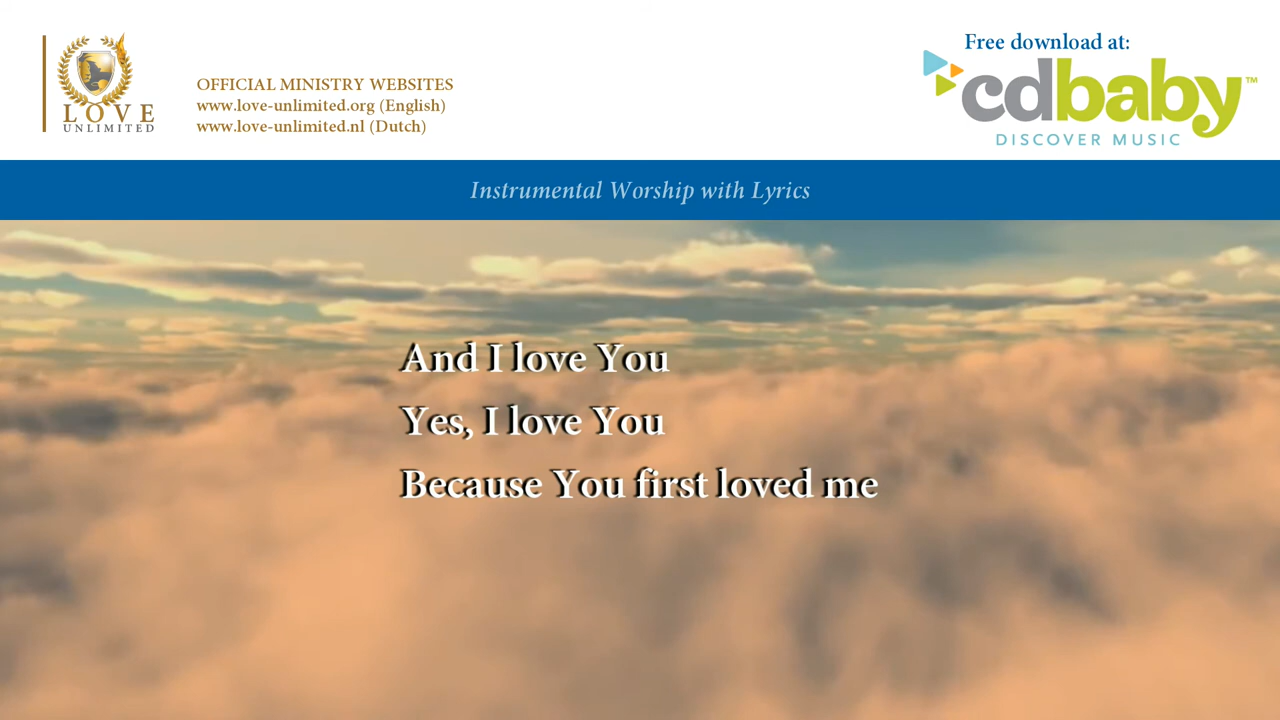 LOVE
UNLIMITED
OFFICIAL MINISTRY WEBSITES
www.love-unlimited.org (English)
www.love-unlimited.nl (Dutch)
Free download at:
cdbaby™
DISCOVER MUSIC
Instrumental Worship with Lyrics
And I love You
Yes, I love You
Because You first loved me